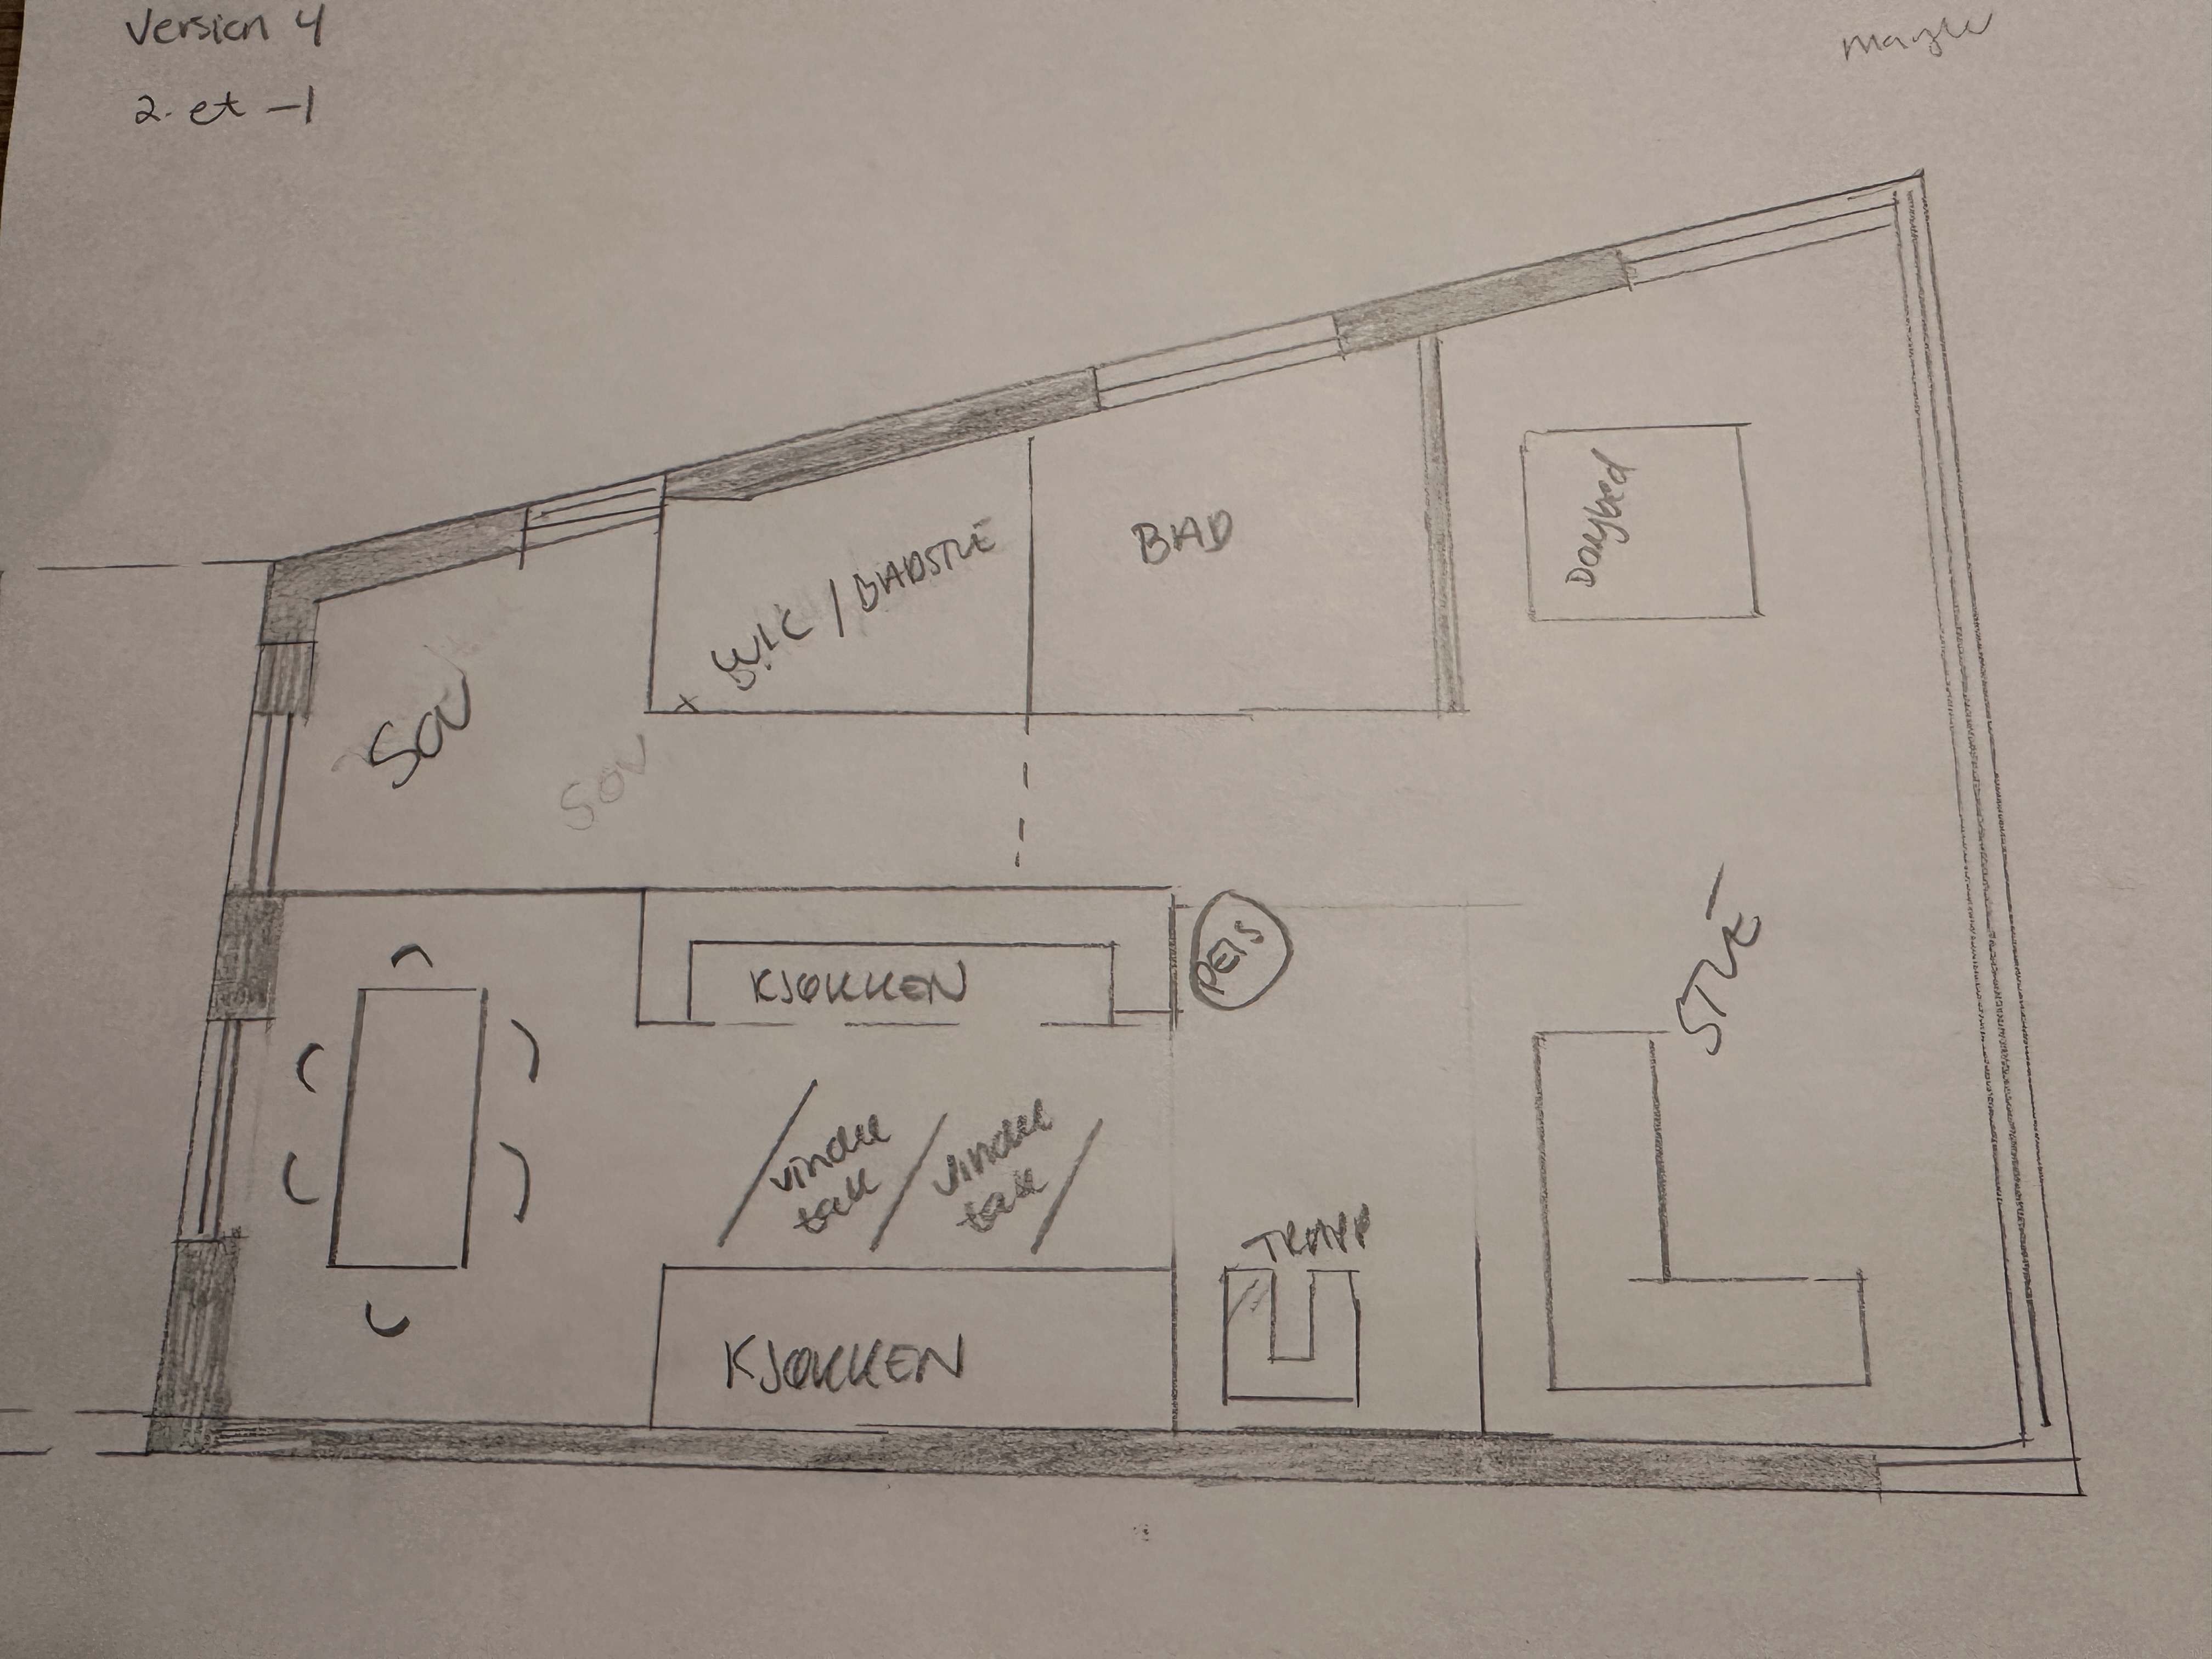 Version 4
2. et -1
BAD
Daybed
WIC / BADSTUE
SOV
SOV
STUE
PEIS
KJØKKEN
vindu
tak
vindu
tak
TRAPP
KJØKKEN